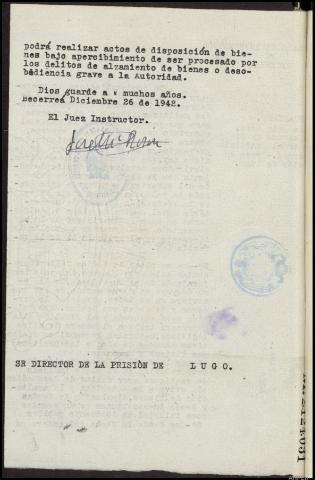 podrá realizar actos de disposición de bie-
nes bajo apercibimiento de ser procesado por
los delitos de alzamiento de bienes o deso-
bediencia grave a la Autoridad.
Dios guarde a v muchos años.
Becerreá Diciembre 26 de 1942.
El Juez Instructor.
SR DIRECTOR DE LA PRISIÒN DE LUGO.